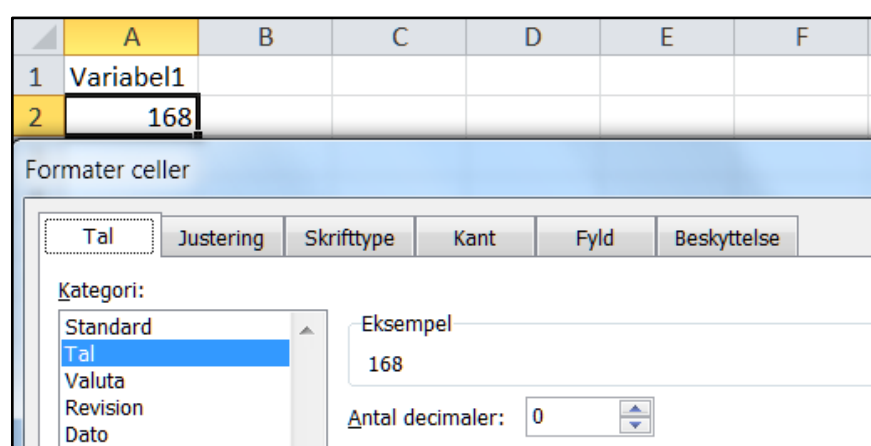 A B C D E F
1 Variabel1
2 168
Formater celler
Tal Justering Skrifttype Kant Fyld Beskyttelse
Kategori:
Standard
Tal
Valuta
Revision
Dato
Eksempel
168
Antal decimaler: 0